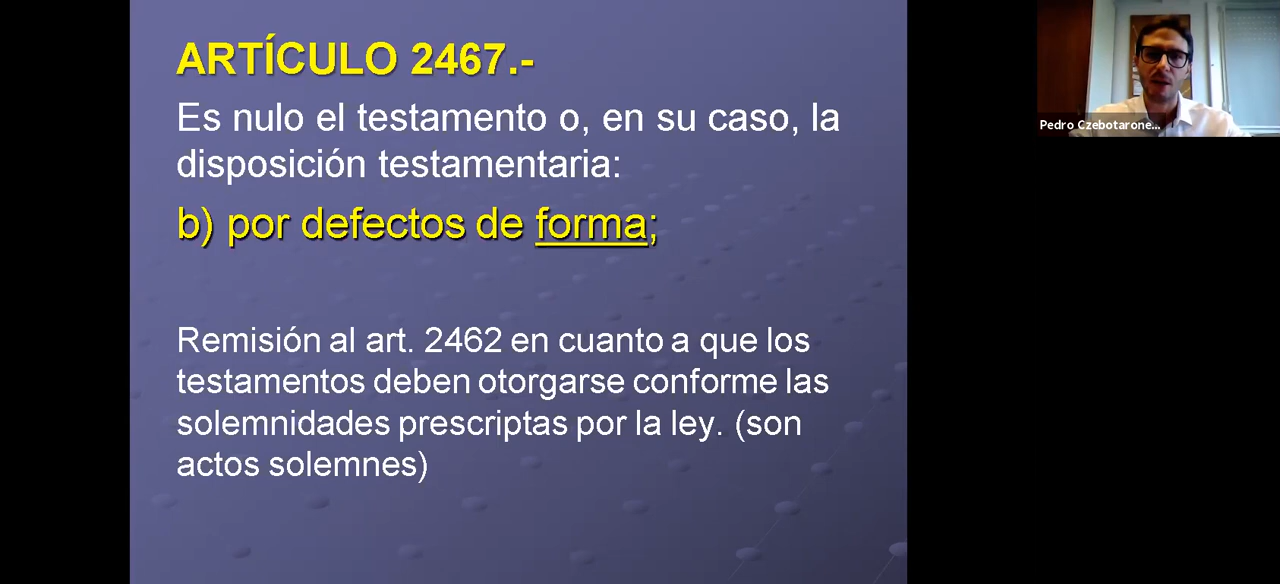 ARTÍCULO 2467.-
Es nulo el testamento o, en su caso, la
disposición testamentaria:
b) por defectos de forma;
Remisión al art. 2462 en cuanto a que los
testamentos deben otorgarse conforme las
solemnidades prescriptas por la ley. (son
actos solemnes)
Pedro Czebotarone...